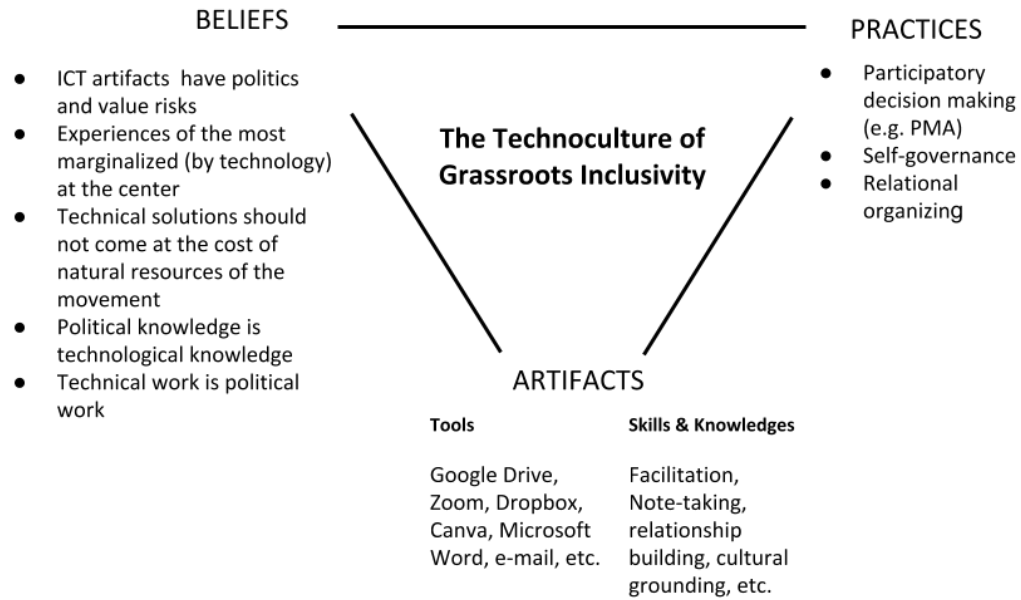 BELIEFS
● ICT artifacts have politics
and value risks
● Experiences of the most
marginalized (by technology)
at the center
● Technical solutions should
not come at the cost of
natural resources of the
movement
● Political knowledge is
technological knowledge
● Technical work is political
work
The Technoculture of
Grassroots Inclusivity
PRACTICES
● Participatory
decision making
(e.g. PMA)
● Self-governance
● Relational
organizing
ARTIFACTS
Tools
Google Drive,
Zoom, Dropbox,
Canva, Microsoft
Word, e-mail, etc.
Skills & Knowledges
Facilitation,
Note-taking,
relationship
building, cultural
grounding, etc.